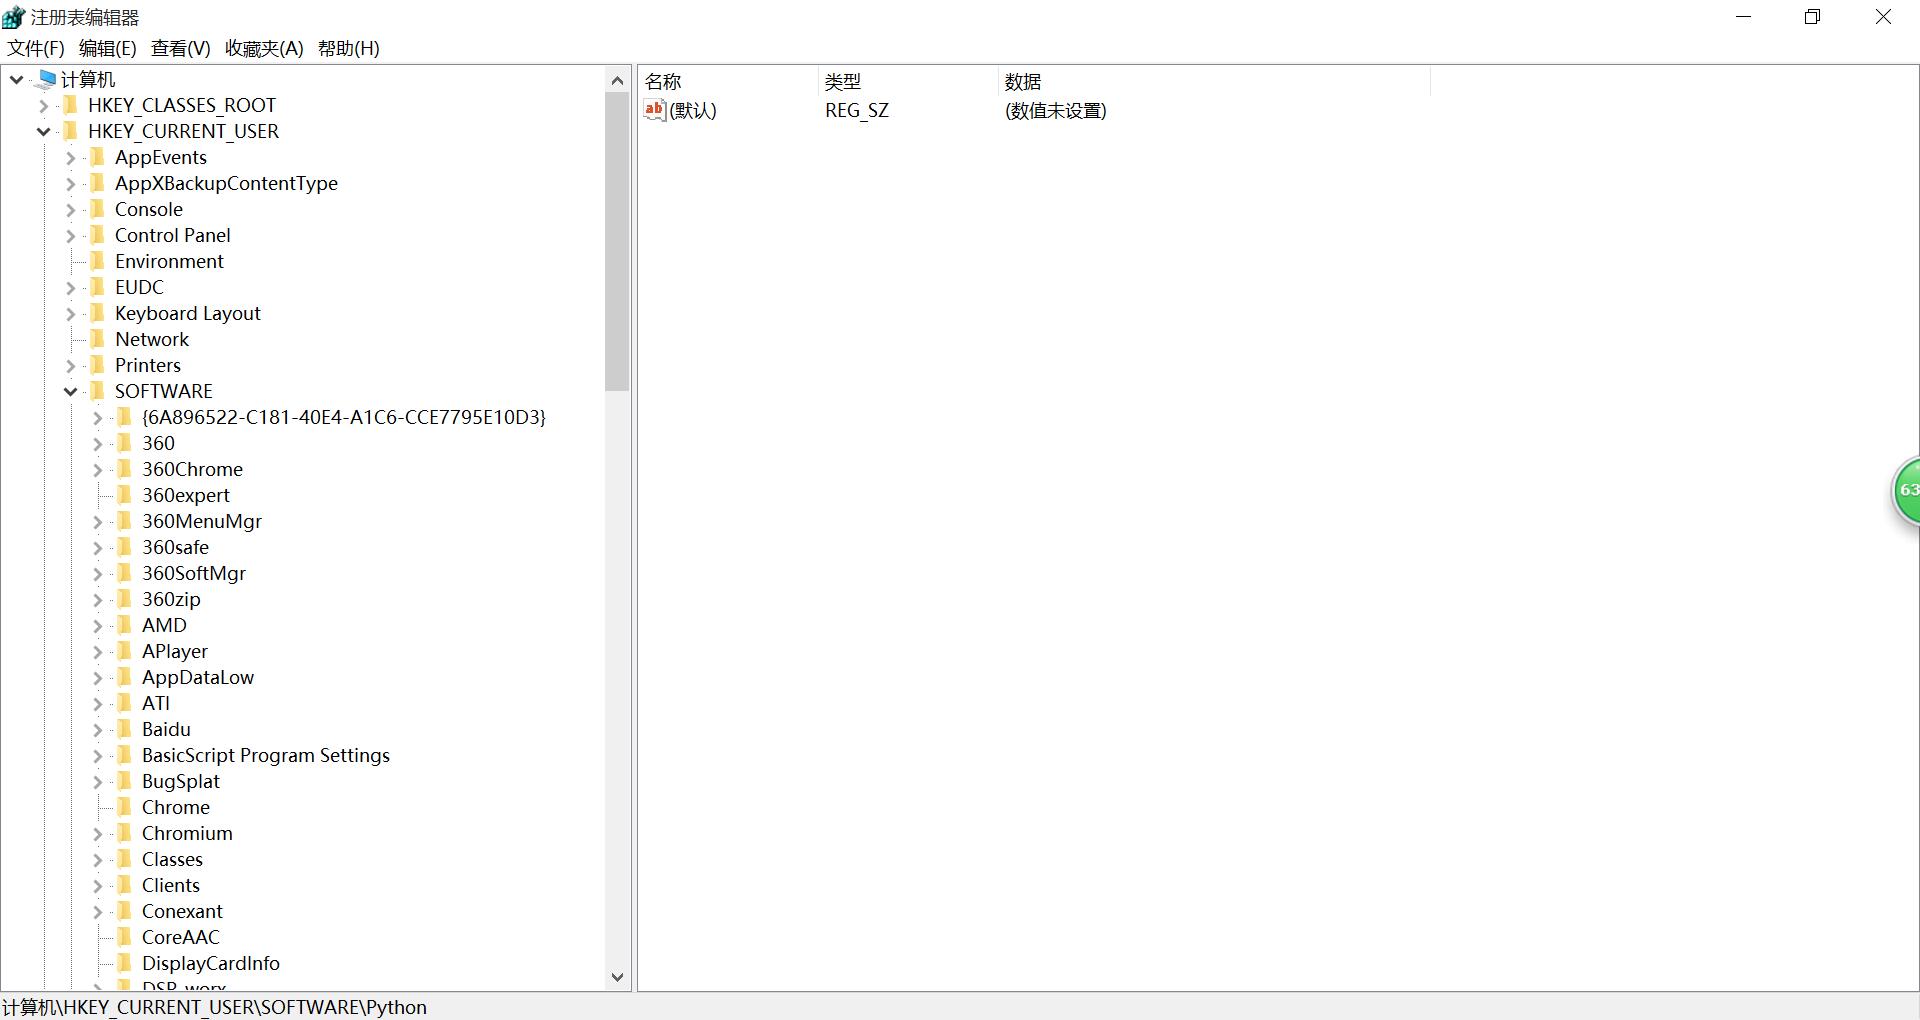 注册表编辑器
文件(F) 编辑(E) 查看(V) 收藏夹(A) 帮助(H)
计算机
HKEY_CLASSES_ROOT
HKEY_CURRENT_USER
AppEvents
AppXBackupContentType
Console
Control Panel
Environment
EUDC
Keyboard Layout
Network
Printers
SOFTWARE
{6A896522-C181-40E4-A1C6-CCE7795E10D3}
360
360Chrome
360expert
360MenuMgr
360safe
360SoftMgr
360zip
AMD
APlayer
AppDataLow
ATI
Baidu
BasicScript Program Settings
BugSplat
Chrome
Chromium
Classes
Clients
Conexant
CoreAAC
DisplayCardInfo
DSP-worx
名称 类型 数据
ab (默认) REG_SZ (数值未设置)
63
计算机\HKEY_CURRENT_USER\SOFTWARE\Python